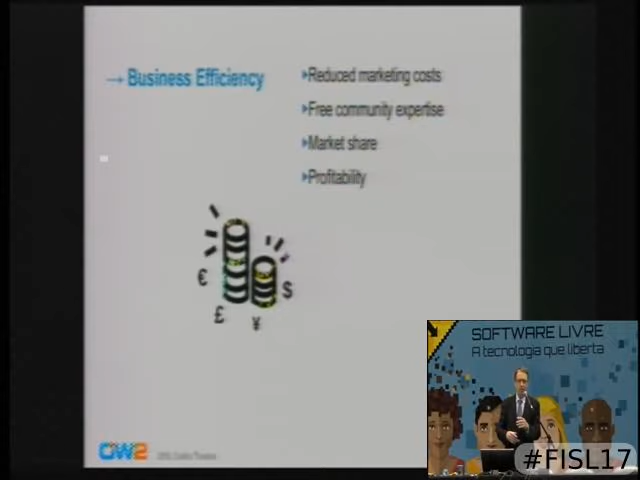 → Business Efficiency
Reduced marketing costs
Free community expertise
Market share
Profitability
€
$
£
¥
OW2
SOFTWARE LIVRE
A tecnologia que liberta
#FISL17